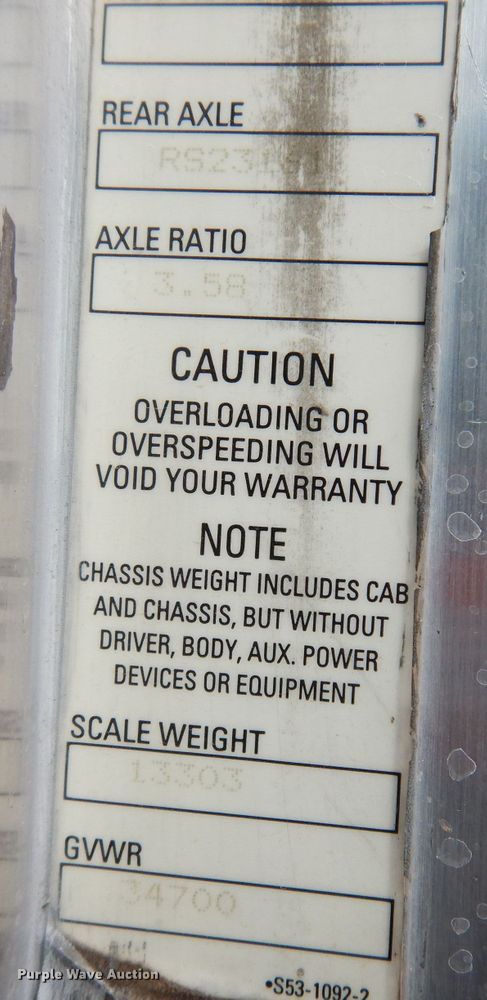 REAR AXLE
AXLE RATIO
3.58
CAUTION
OVERLOADING OR
OVERSPEEDING WILL
VOID YOUR WARRANTY
NOTE
CHASSIS WEIGHT INCLUDES CAB
AND CHASSIS, BUT WITHOUT
DRIVER, BODY, AUX. POWER
DEVICES OR EQUIPMENT
SCALE WEIGHT
13303
GVWR
34700
•S53-1092-2
Purple Wave Auction